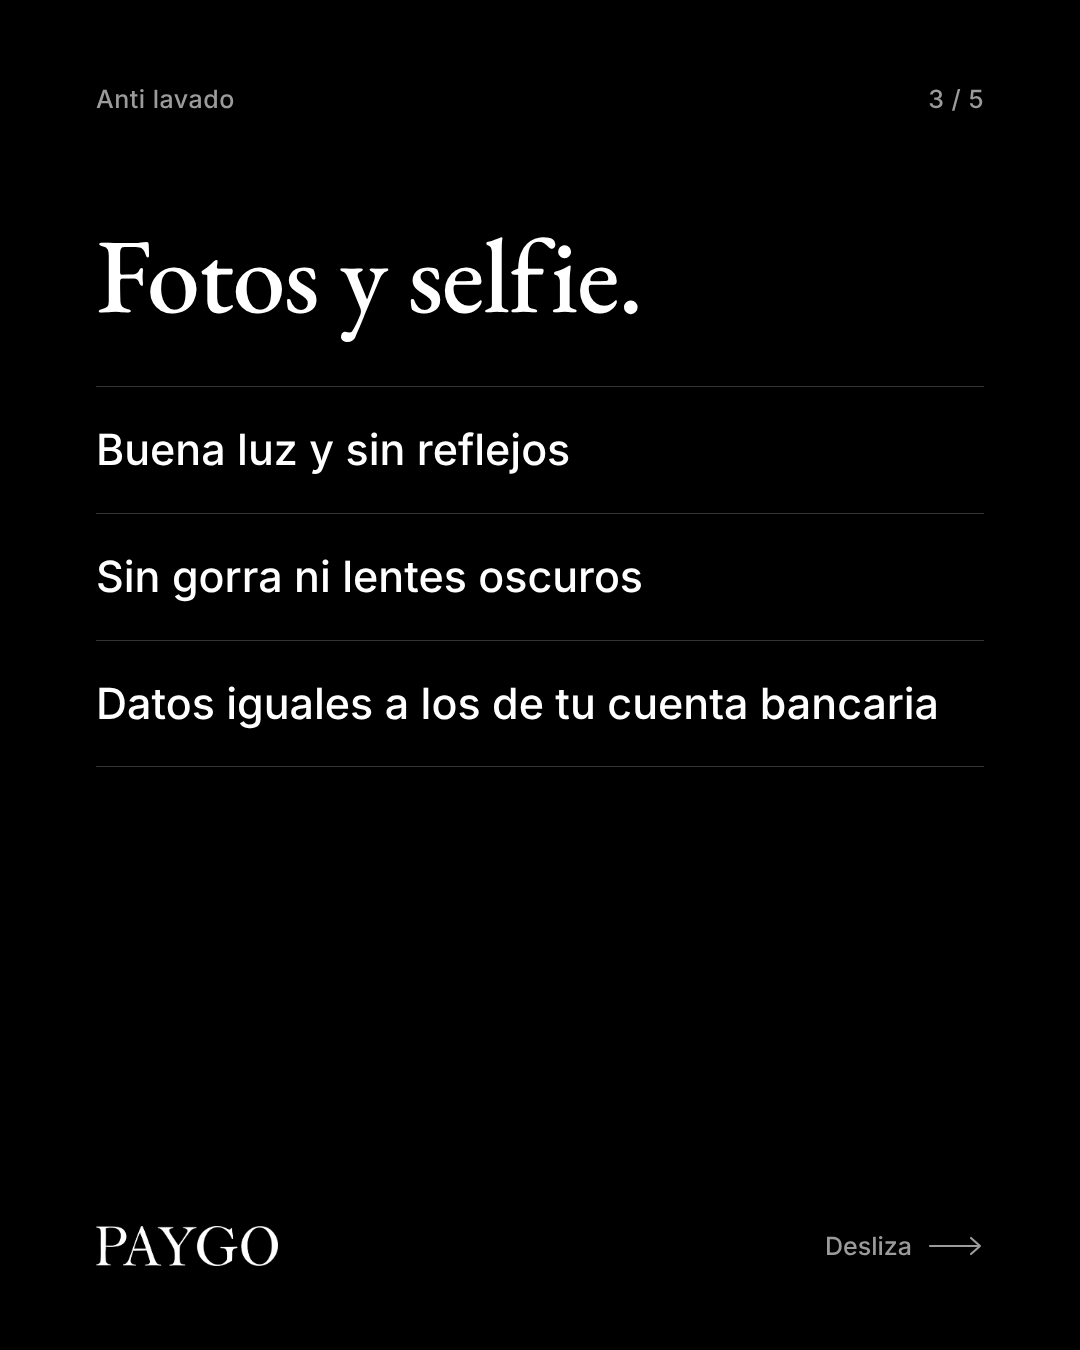 Anti lavado
3 / 5
Fotos y selfie.
Buena luz y sin reflejos
Sin gorra ni lentes oscuros
Datos iguales a los de tu cuenta bancaria
PAYGO
Desliza